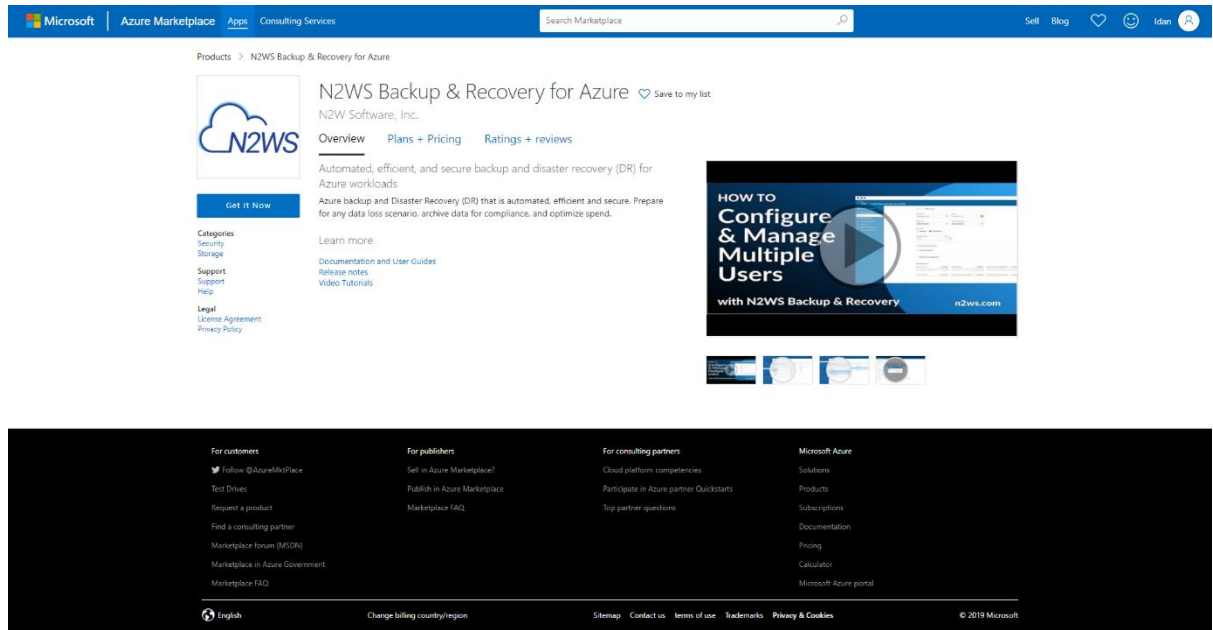 Microsoft Azure Marketplace Apps Consulting Services Search Marketplace Sell Blog Idan
Products > N2WS Backup & Recovery for Azure
N2WS
N2WS Backup & Recovery for Azure Save to my list
N2W Software, Inc.
Overview Plans + Pricing Ratings + reviews
Automated, efficient, and secure backup and disaster recovery (DR) for
Azure workloads
Azure backup and Disaster Recovery (DR) that is automated, efficient and secure. Prepare
for any data loss scenario, archive data for compliance, and optimize spend.
Learn more
Documentation and User Guides
Release notes
Video Tutorials
Get It Now
Categories
Security
Storage
Support
Support
Help
Legal
License Agreement
Privacy Policy
HOW TO
Configure
& Manage
Multiple
Users
with N2WS Backup & Recovery n2ws.com
For customers
Follow @AzureMktPlace
Test Drives
Request a product
Find a consulting partner
Marketplace forum (MSDN)
Marketplace in Azure Government
Marketplace FAQ
For publishers
Sell in Azure Marketplace?
Publish in Azure Marketplace
Marketplace FAQ
For consulting partners
Cloud platform competencies
Participate in Azure partner Quickstarts
Top partner questions
Microsoft Azure
Solutions
Products
Subscriptions
Documentation
Pricing
Calculator
Microsoft Azure portal
English Change billing country/region Sitemap Contact us terms of use Trademarks Privacy & Cookies © 2019 Microsoft